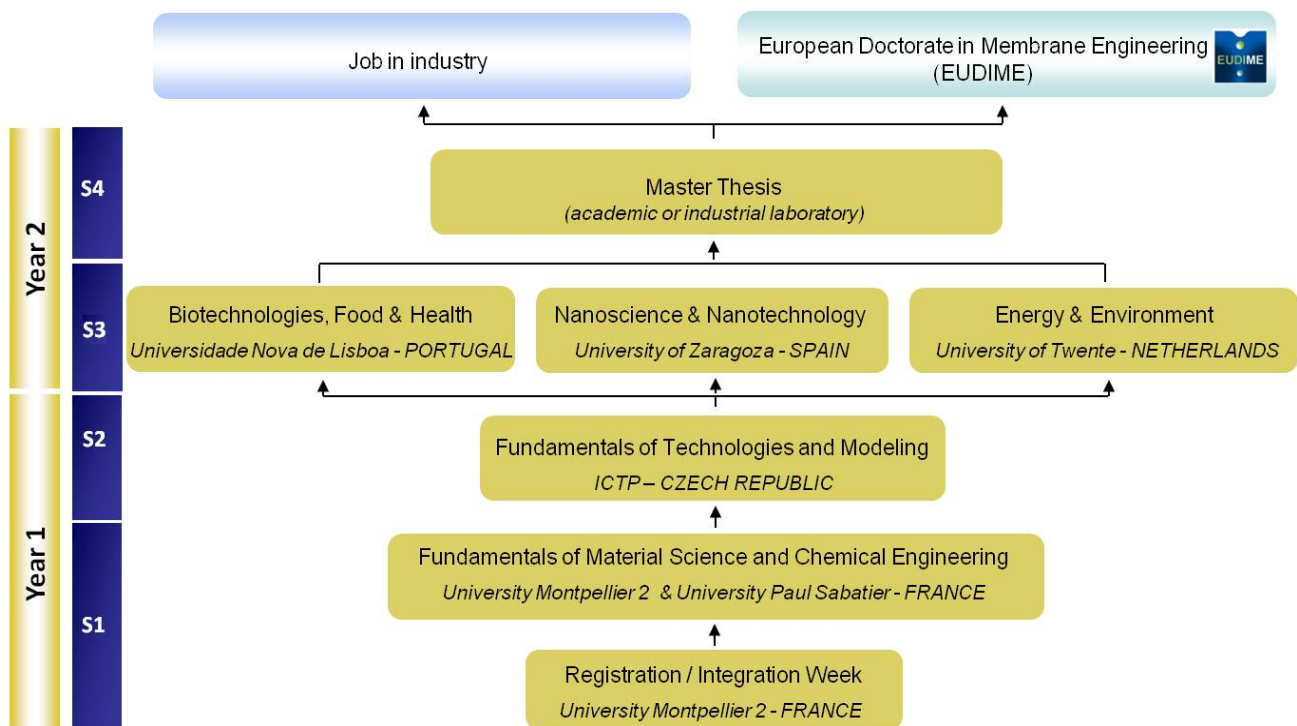 Job in industry
European Doctorate in Membrane Engineering
(EUDIME)
EUDIME
Year 2
S4
Master Thesis
(academic or industrial laboratory)
S3
Biotechnologies, Food & Health
Universidade Nova de Lisboa - PORTUGAL
Nanoscience & Nanotechnology
University of Zaragoza - SPAIN
Energy & Environment
University of Twente - NETHERLANDS
Year 1
S2
Fundamentals of Technologies and Modeling
ICTP – CZECH REPUBLIC
S1
Fundamentals of Material Science and Chemical Engineering
University Montpellier 2 & University Paul Sabatier - FRANCE
Registration / Integration Week
University Montpellier 2 - FRANCE